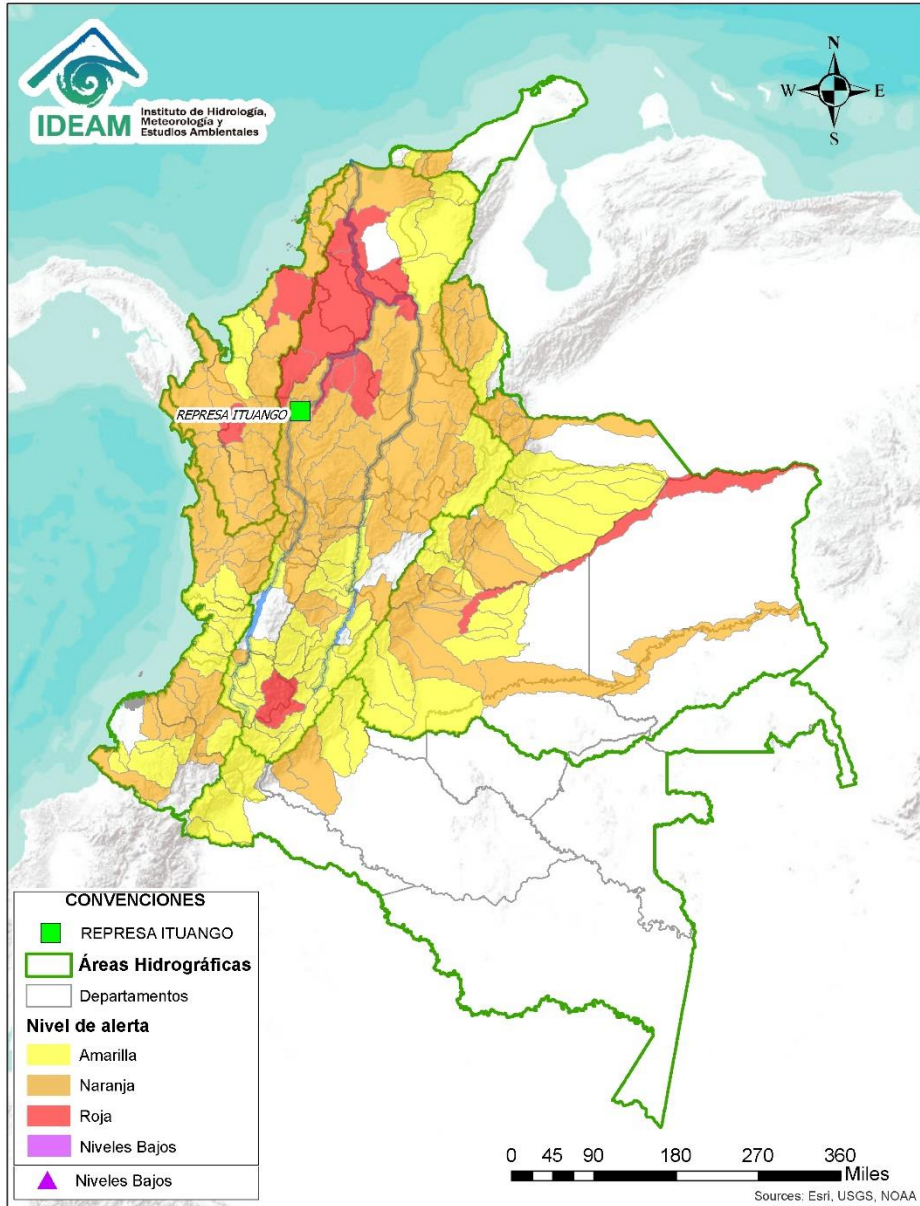 IDEAM
Instituto de Hidrología,
Meteorología y
Estudios Ambientales
N
W
E
S
REPRESA ITUANGO
CONVENCIONES
REPRESA ITUANGO
Áreas Hidrográficas
Departamentos
Nivel de alerta
Amarilla
Naranja
Roja
Niveles Bajos
Niveles Bajos
0 45 90 180 270 360
Miles
Sources: Esri, USGS, NOAA